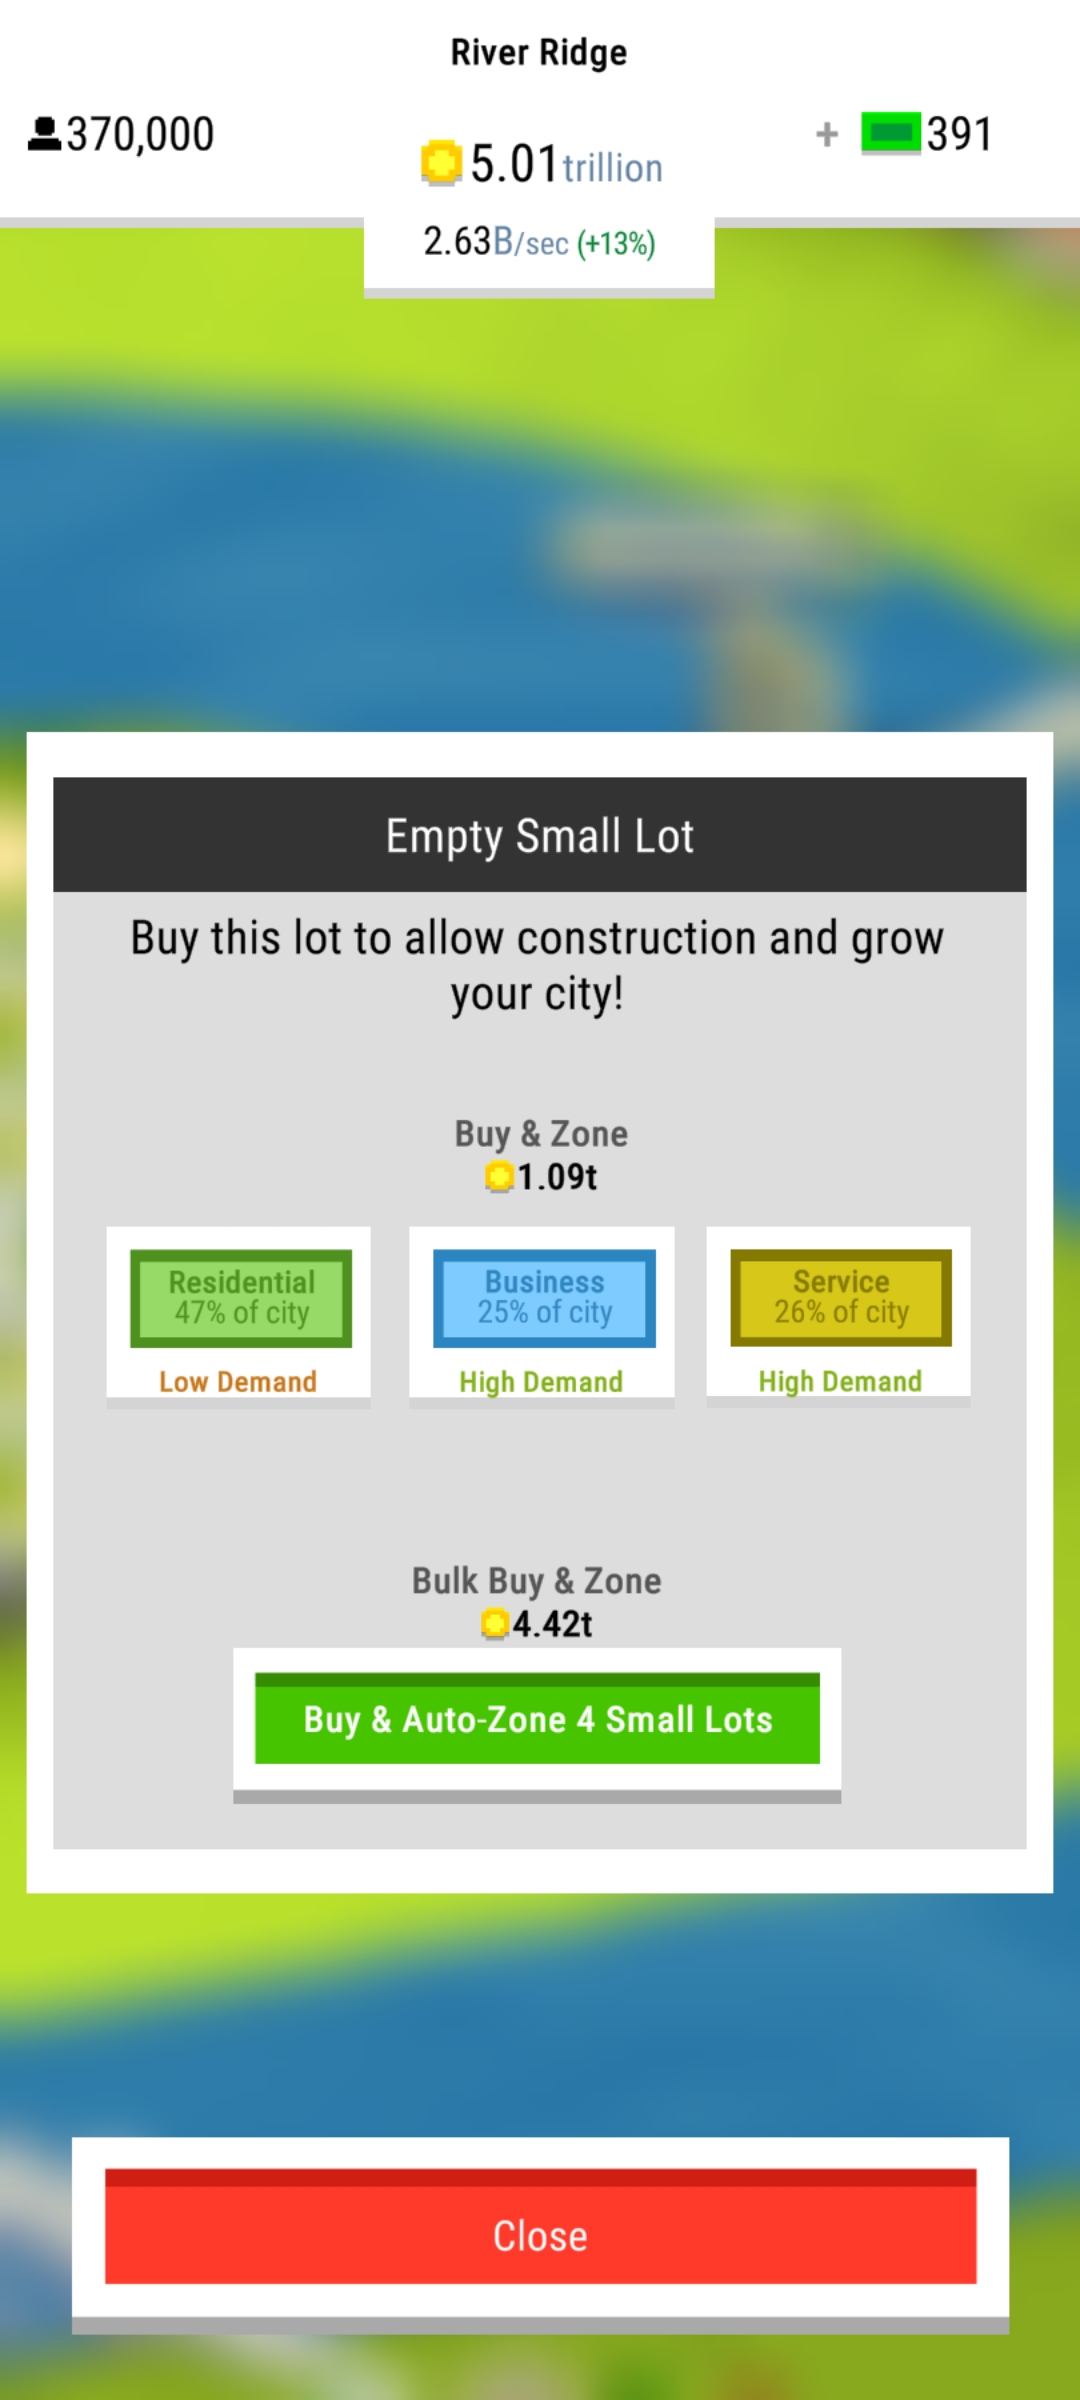 River Ridge
370,000
5.01 trillion
+ 391
2.63B/sec (+13%)
Empty Small Lot
Buy this lot to allow construction and grow
your city!
Buy & Zone
1.09t
Residential
47% of city
Low Demand
Business
25% of city
High Demand
Service
26% of city
High Demand
Bulk Buy & Zone
4.42t
Buy & Auto-Zone 4 Small Lots
Close